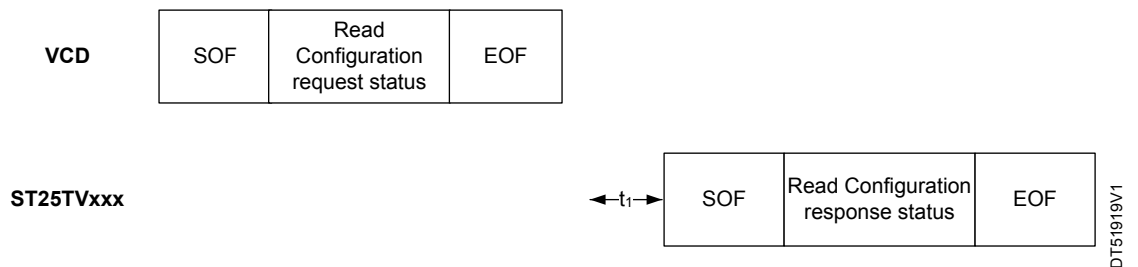 VCD
SOF
Read
Configuration
request status
EOF
ST25TVxxx
t1
SOF
Read Configuration
response status
EOF
DT51919V1